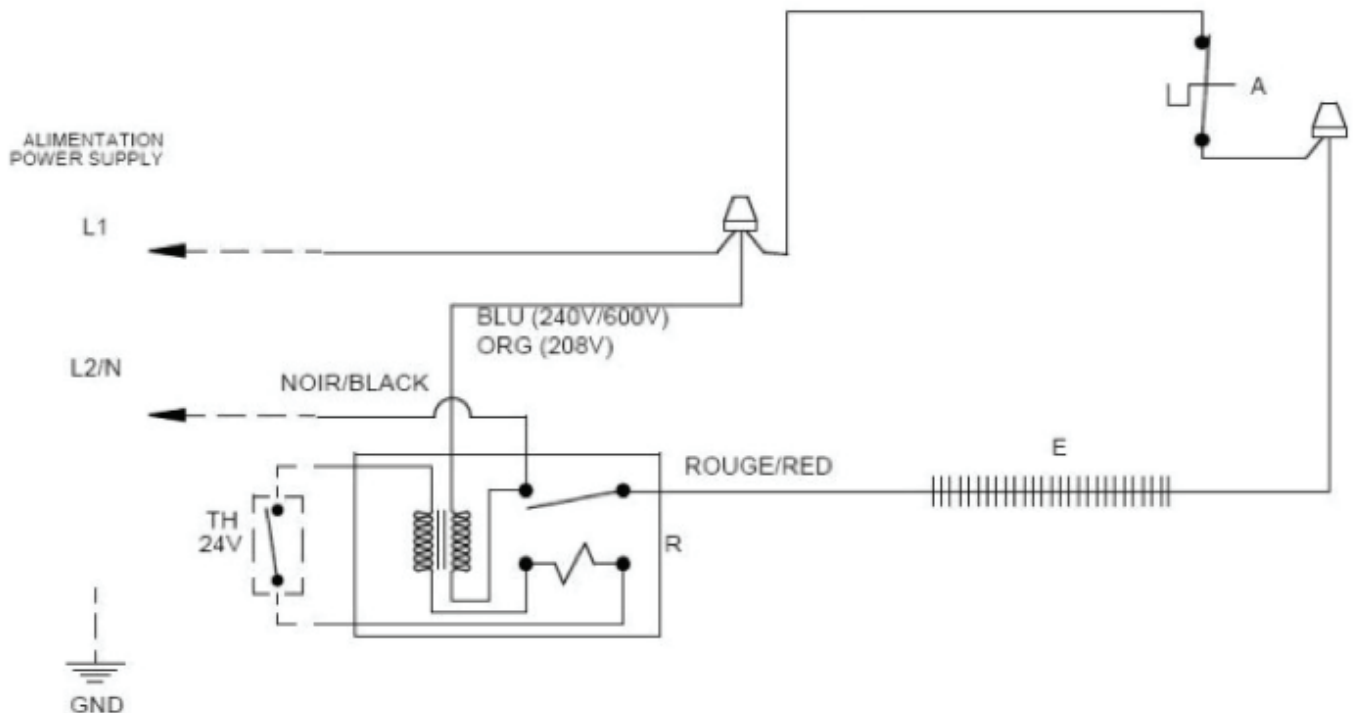 A
ALIMENTATION
POWER SUPPLY
L1
BLU (240V/600V)
ORG (208V)
L2/N
NOIR/BLACK
ROUGE/RED
E
TH
24V
R
GND